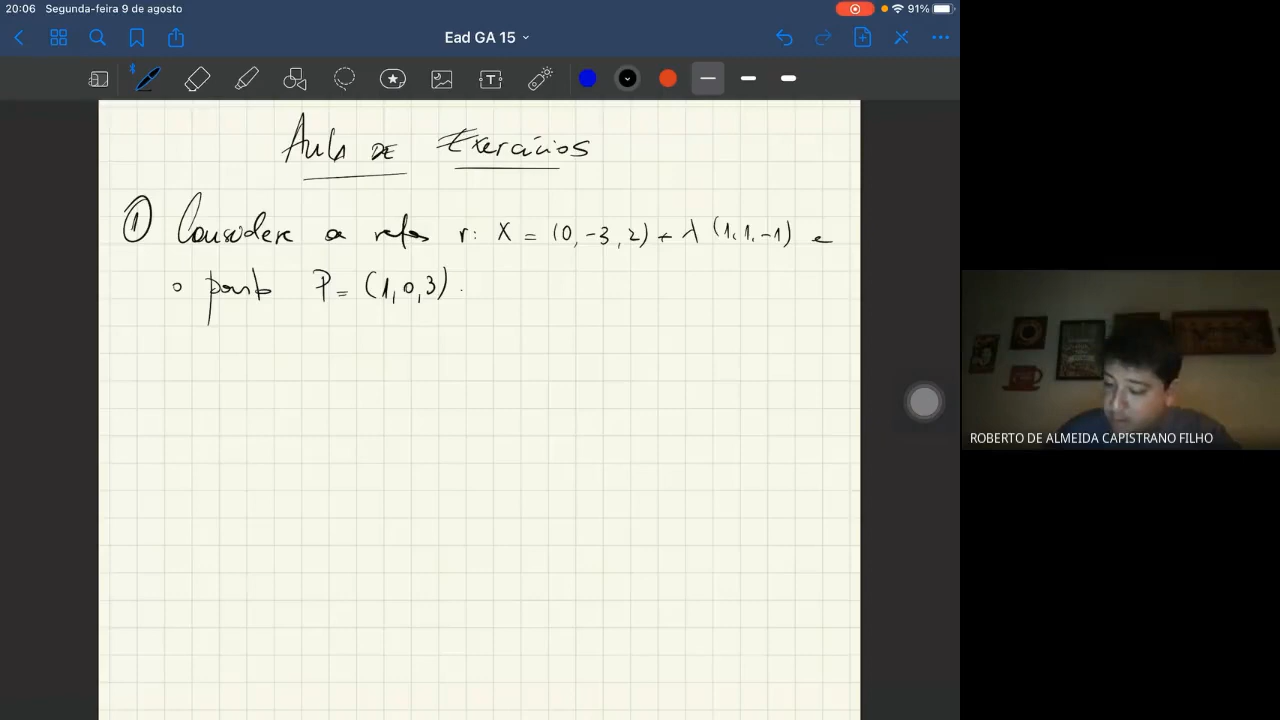 20:06 Segunda-feira 9 de agosto 91%
Ead GA 15
T
Aula DE Exercícios
① Considere a reta r: X = (0, -3, 2) + λ (1, 1, -1) e
o ponto P = (1, 0, 3).
ROBERTO DE ALMEIDA CAPISTRANO FILHO